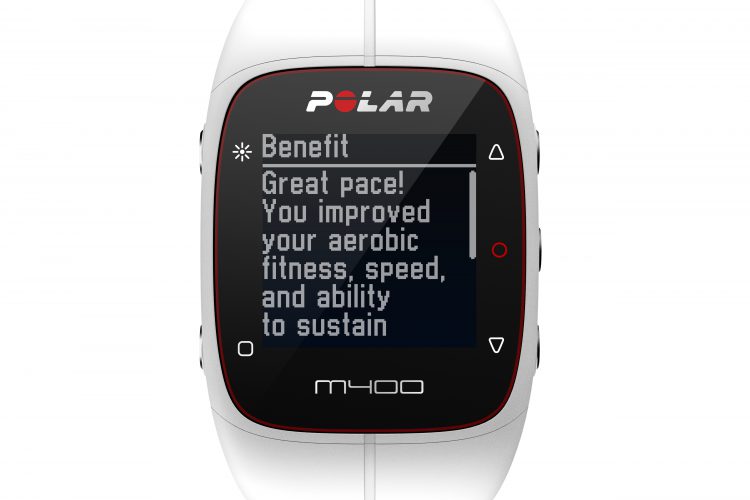 POLAR
Benefit
Great pace!
You improved
your aerobic
fitness, speed,
and ability
to sustain
M400